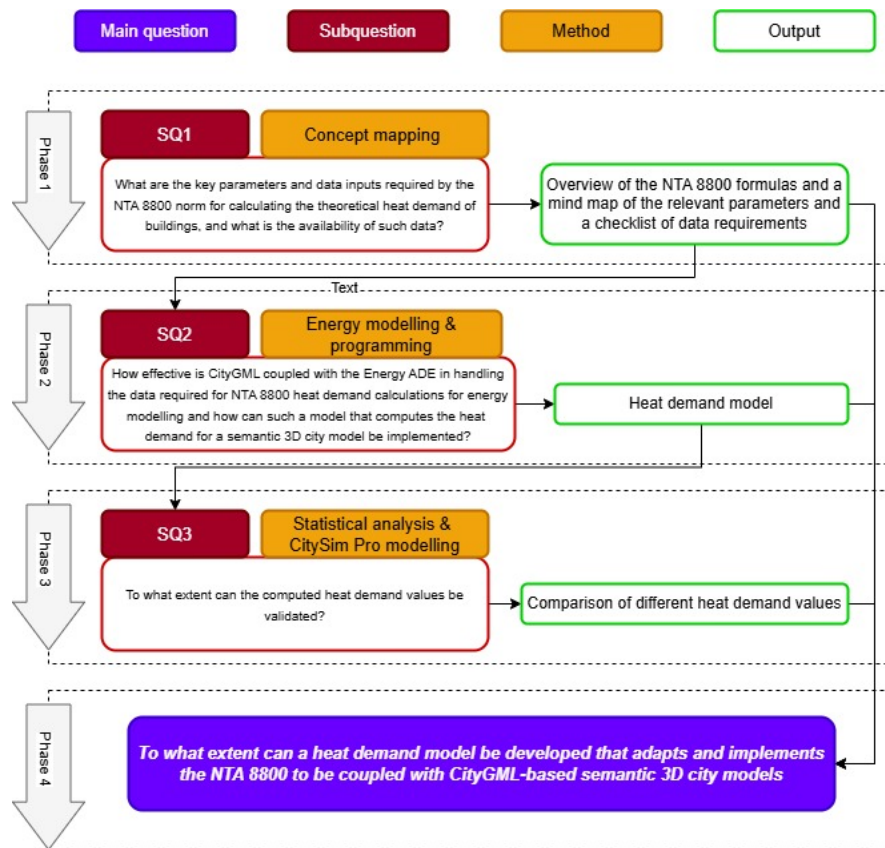 Main question
Subquestion
Method
Output
Phase 1
SQ1
Concept mapping
What are the key parameters and data inputs required by the
NTA 8800 norm for calculating the theoretical heat demand of
buildings, and what is the availability of such data?
Overview of the NTA 8800 formulas and a
mind map of the relevant parameters and
a checklist of data requirements
Text
Phase 2
SQ2
Energy modelling &
programming
How effective is CityGML coupled with the Energy ADE in handling
the data required for NTA 8800 heat demand calculations for energy
modelling and how can such a model that computes the heat
demand for a semantic 3D city model be implemented?
Heat demand model
Phase 3
SQ3
Statistical analysis &
CitySim Pro modelling
To what extent can the computed heat demand values be
validated?
Comparison of different heat demand values
Phase 4
To what extent can a heat demand model be developed that adapts and implements
the NTA 8800 to be coupled with CityGML-based semantic 3D city models